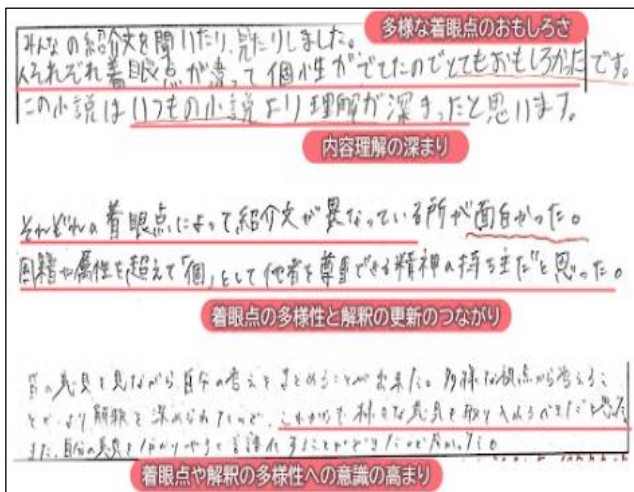 多様な着眼点のおもしろさ
みんなの紹介文を聞いたり、見たりしました。
人それぞれ着眼点が違って個性がでてたのでとてもおもしろかったです。
この小説はいつもの小説より理解が深まったと思います。
内容理解の深まり
それぞれの着眼点によって紹介文が異なっている所が面白かった。
国籍や属性を超えて「個」として他者を尊重できる精神の持ち主だと思った。
着眼点の多様性と解釈の更新のつながり
皆の意見を見ながら自分の考えをまとめることが出来た。多様な視点から考えるこ
とで、より解釈を深められたので、これからも様々な意見を取り入れるべきだと思った。
また、自分の意見を
着眼点や解釈の多様性への意識の高まり